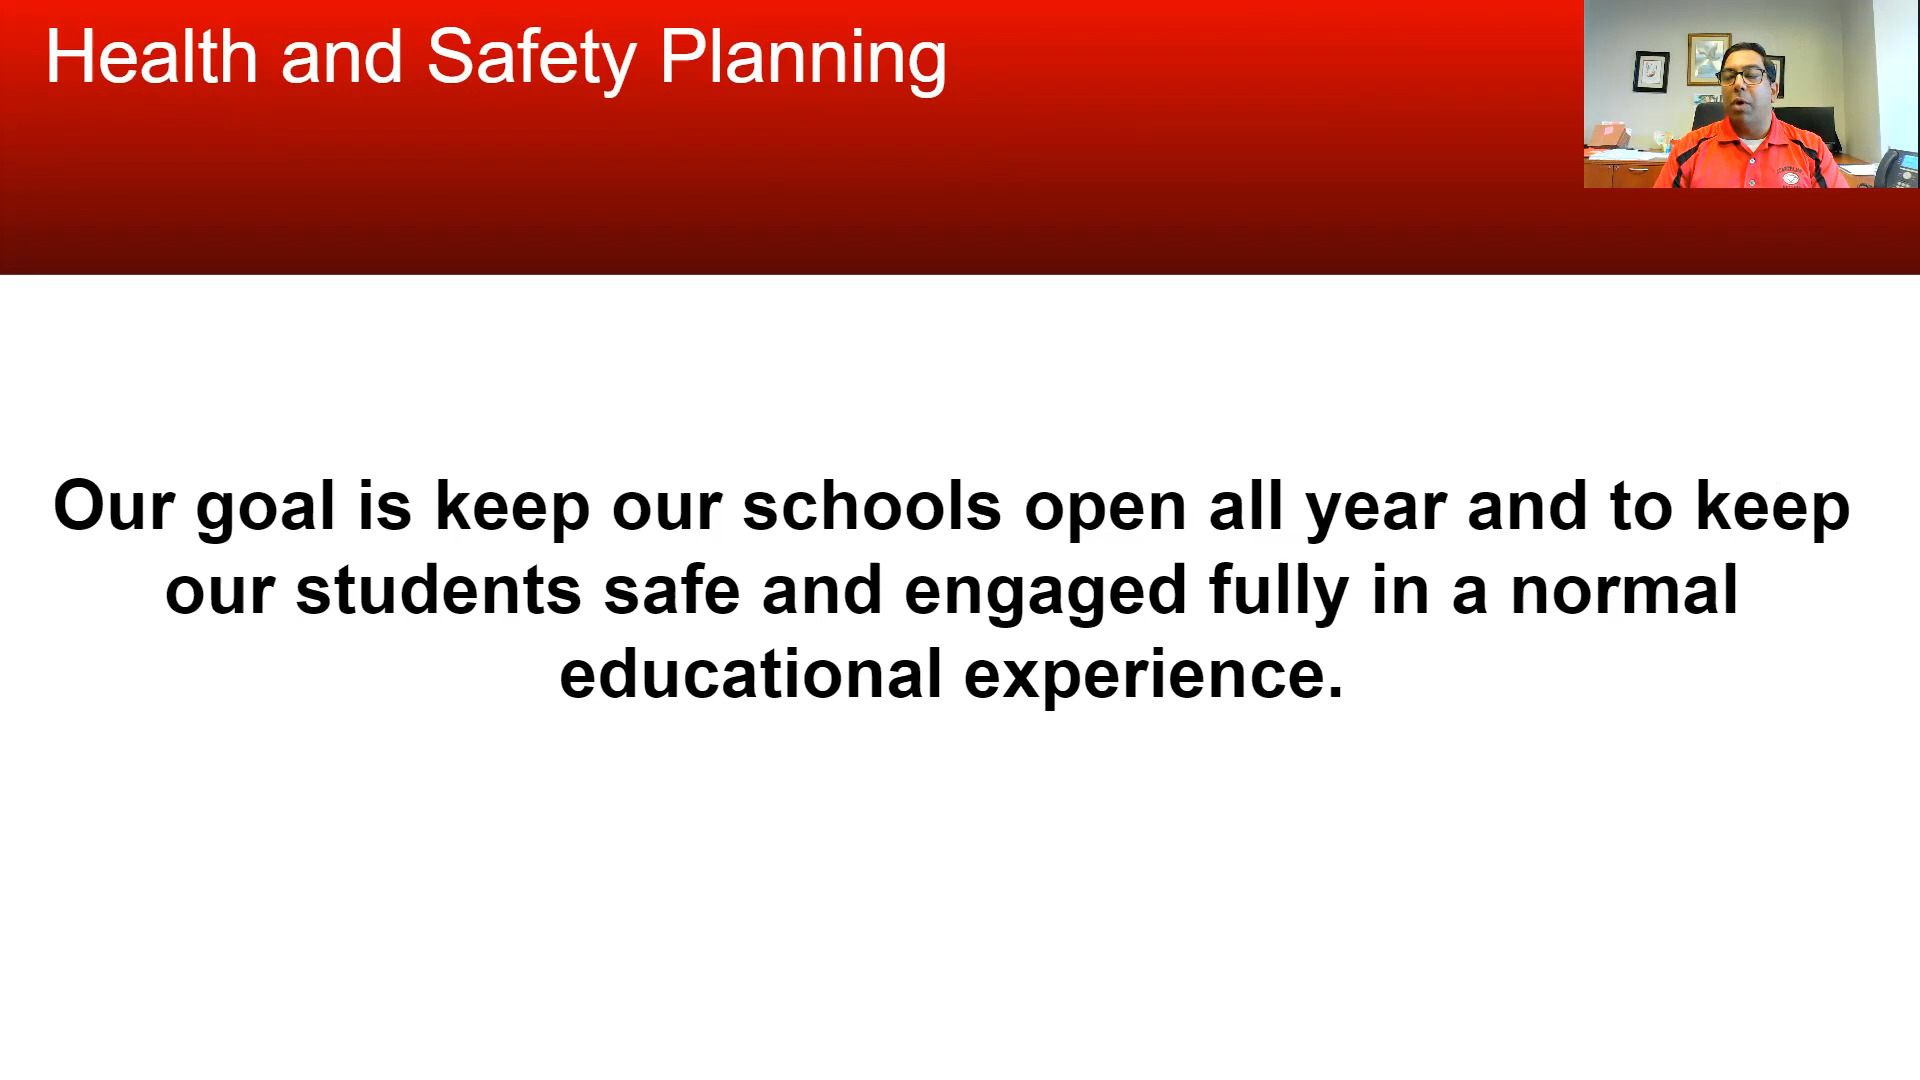 Health and Safety Planning
Our goal is keep our schools open all year and to keep
our students safe and engaged fully in a normal
educational experience.